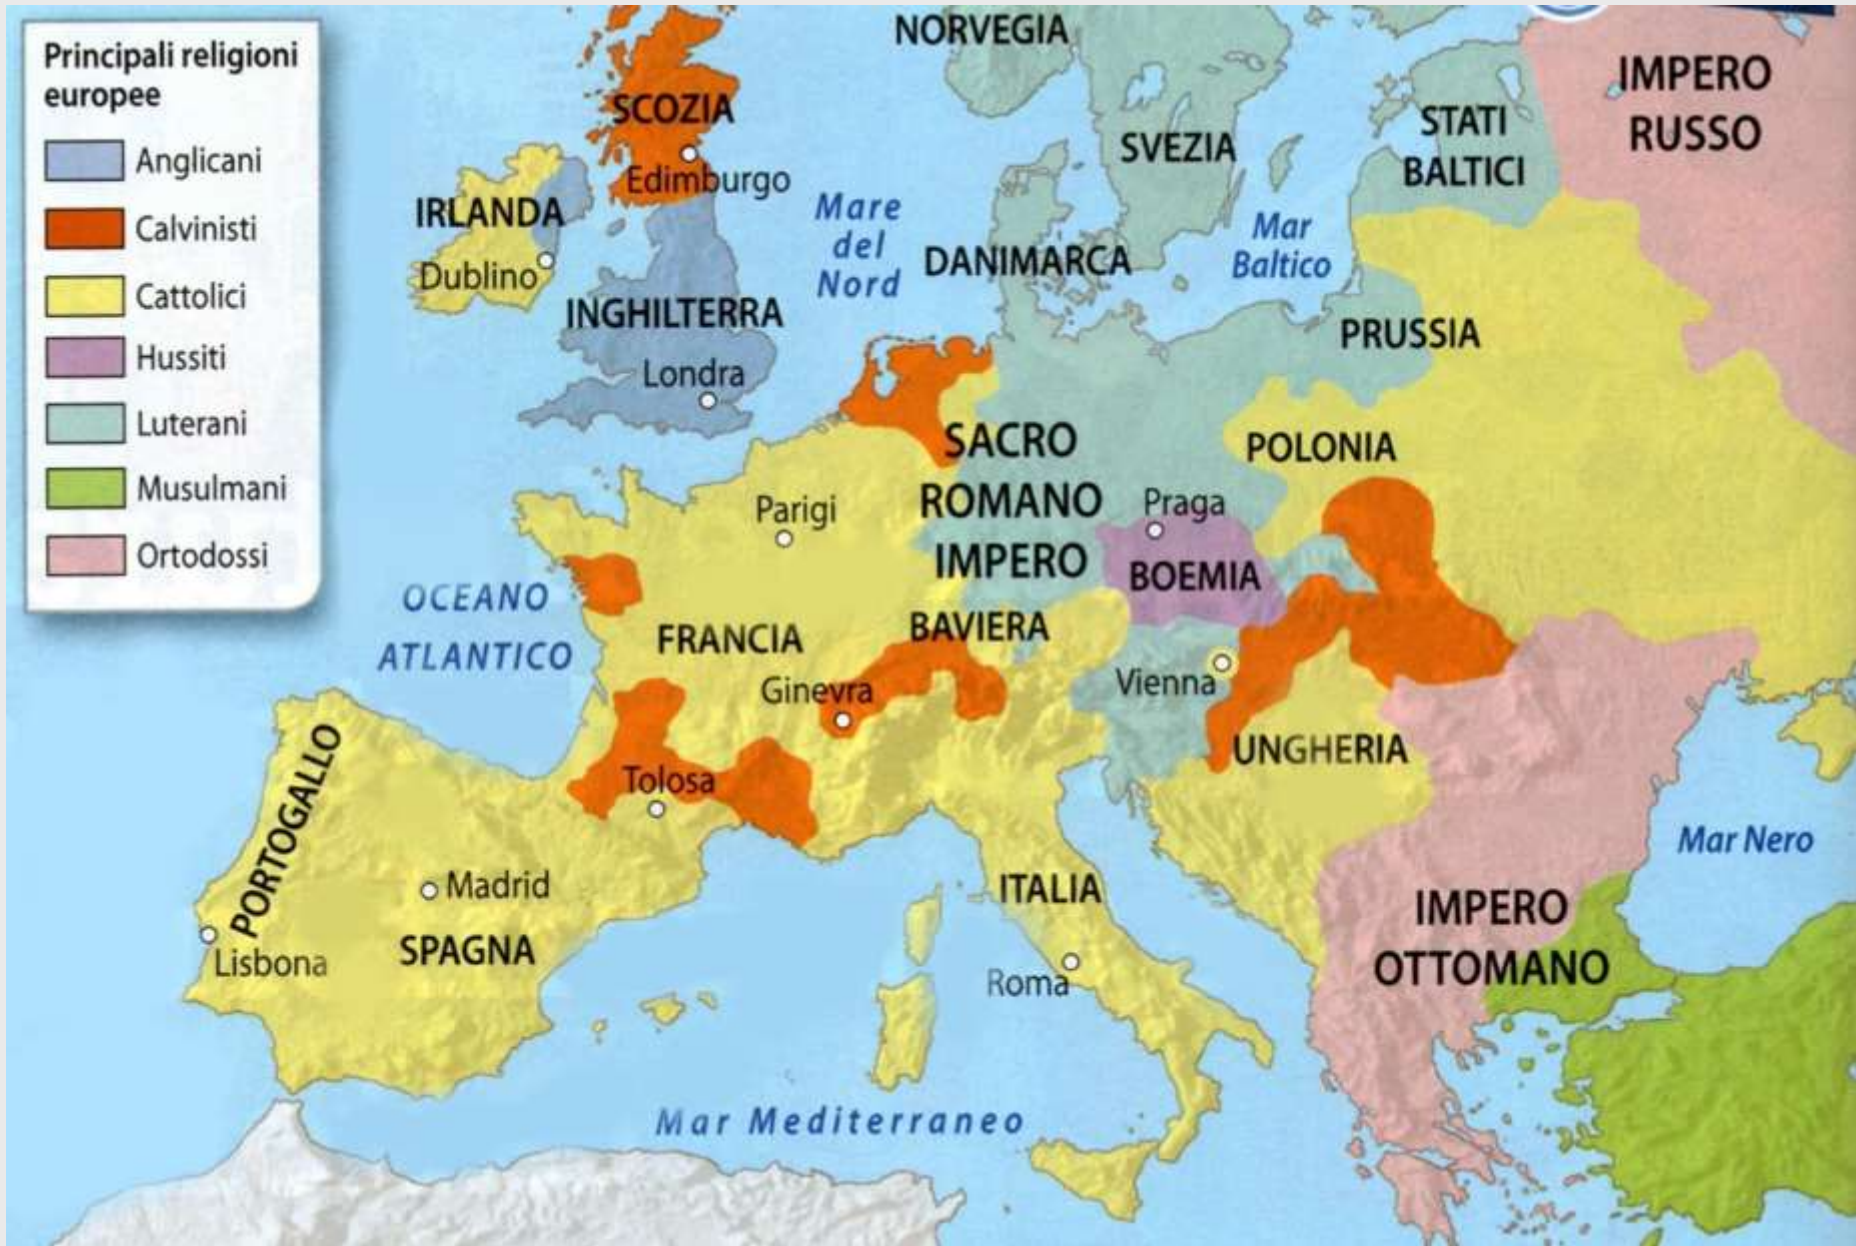 Principali religioni
europee
Anglicani
Calvinisti
Cattolici
Hussiti
Luterani
Musulmani
Ortodossi
NORVEGIA
SVEZIA
STATI
BALTICI
IMPERO
RUSSO
SCOZIA
Edimburgo
IRLANDA
Dublino
INGHILTERRA
Londra
Mare
del
Nord
DANIMARCA
Mar
Baltico
PRUSSIA
POLONIA
SACRO
ROMANO
IMPERO
Praga
BOEMIA
Parigi
OCEANO
ATLANTICO
FRANCIA
BAVIERA
Ginevra
Vienna
UNGHERIA
Tolosa
PORTOGALLO
Lisbona
Madrid
SPAGNA
ITALIA
Roma
IMPERO
OTTOMANO
Mar Nero
Mar Mediterraneo